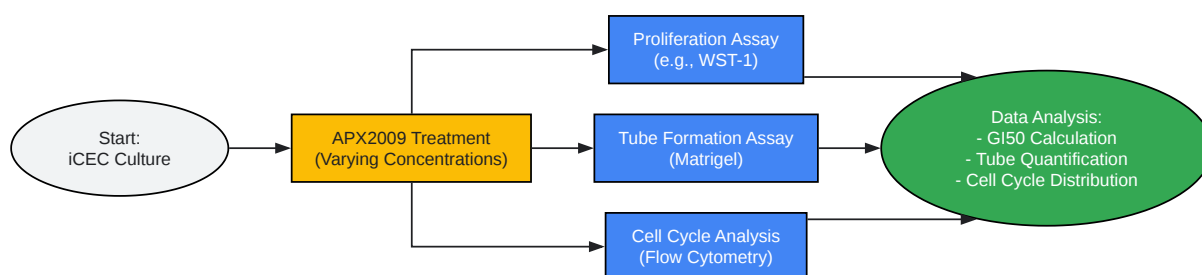 Start:
iCEC Culture
APX2009 Treatment
(Varying Concentrations)
Proliferation Assay
(e.g., WST-1)
Tube Formation Assay
(Matrigel)
Cell Cycle Analysis
(Flow Cytometry)
Data Analysis:
- GI50 Calculation
- Tube Quantification
- Cell Cycle Distribution